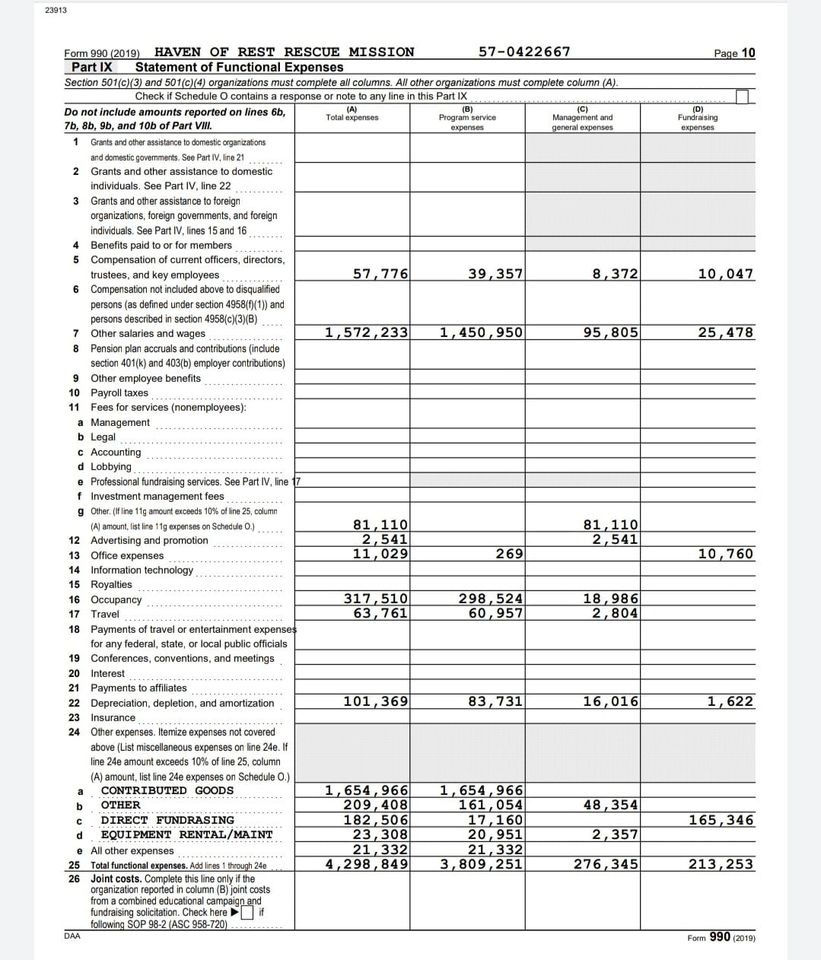 23913
Form 990 (2019) HAVEN OF REST RESCUE MISSION 57-0422667 Page 10
Part IX Statement of Functional Expenses
Section 501(c)(3) and 501(c)(4) organizations must complete all columns. All other organizations must complete column (A).
Check if Schedule O contains a response or note to any line in this Part IX
Do not include amounts reported on lines 6b, 7b, 8b, 9b, and 10b of Part VIII.
(A) Total expenses
(B) Program service expenses
(C) Management and general expenses
(D) Fundraising expenses
1 Grants and other assistance to domestic organizations
and domestic governments. See Part IV, line 21
2 Grants and other assistance to domestic
individuals. See Part IV, line 22
3 Grants and other assistance to foreign
organizations, foreign governments, and foreign
individuals. See Part IV, lines 15 and 16
4 Benefits paid to or for members
5 Compensation of current officers, directors,
trustees, and key employees 57,776 39,357 8,372 10,047
6 Compensation not included above to disqualified
persons (as defined under section 4958(f)(1)) and
persons described in section 4958(c)(3)(B)
7 Other salaries and wages 1,572,233 1,450,950 95,805 25,478
8 Pension plan accruals and contributions (include
section 401(k) and 403(b) employer contributions)
9 Other employee benefits
10 Payroll taxes
11 Fees for services (nonemployees):
a Management
b Legal
c Accounting
d Lobbying
e Professional fundraising services. See Part IV, line 17
f Investment management fees
g Other. (If line 11g amount exceeds 10% of line 25, column
(A) amount, list line 11g expenses on Schedule O.) 81,110 81,110
12 Advertising and promotion 2,541 2,541
13 Office expenses 11,029 269 10,760
14 Information technology
15 Royalties
16 Occupancy 317,510 298,524 18,986
17 Travel 63,761 60,957 2,804
18 Payments of travel or entertainment expenses
for any federal, state, or local public officials
19 Conferences, conventions, and meetings
20 Interest
21 Payments to affiliates
22 Depreciation, depletion, and amortization 101,369 83,731 16,016 1,622
23 Insurance
24 Other expenses. Itemize expenses not covered
above (List miscellaneous expenses on line 24e. If
line 24e amount exceeds 10% of line 25, column
(A) amount, list line 24e expenses on Schedule O.)
a CONTRIBUTED GOODS 1,654,966 1,654,966
b OTHER 209,408 161,054 48,354
c DIRECT FUNDRASING 182,506 17,160 165,346
d EQUIPMENT RENTAL/MAINT 23,308 20,951 2,357
e All other expenses 21,332 21,332
25 Total functional expenses. Add lines 1 through 24e 4,298,849 3,809,251 276,345 213,253
26 Joint costs. Complete this line only if the
organization reported in column (B) joint costs
from a combined educational campaign and
fundraising solicitation. Check here ▶ if
following SOP 98-2 (ASC 958-720)
DAA Form 990 (2019)